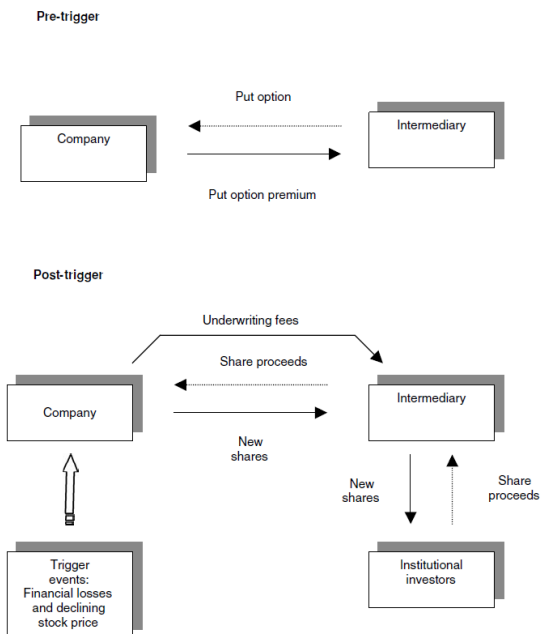 Pre-trigger
Put option
Company
Intermediary
Put option premium
Post-trigger
Underwriting fees
Share proceeds
Company
Intermediary
New
shares
New
shares
Share
proceeds
Trigger
events:
Financial losses
and declining
stock price
Institutional
investors